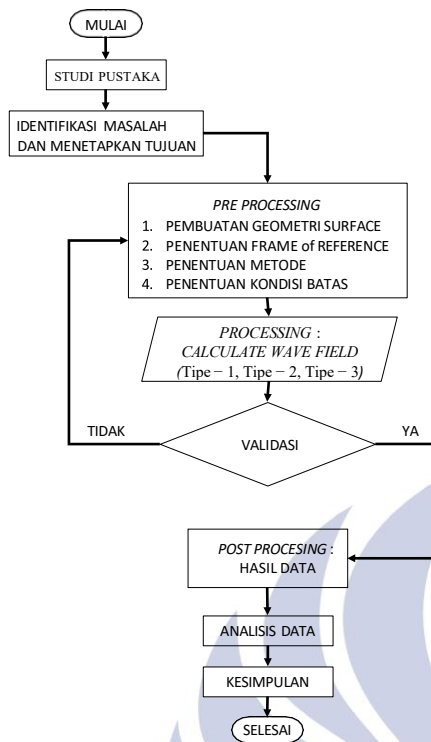 MULAI
STUDI PUSTAKA
IDENTIFIKASI MASALAH
DAN MENETAPKAN TUJUAN
PRE PROCESSING
1. PEMBUATAN GEOMETRI SURFACE
2. PENENTUAN FRAME of REFERENCE
3. PENENTUAN METODE
4. PENENTUAN KONDISI BATAS
PROCESSING :
CALCULATE WAVE FIELD
(Tipe − 1, Tipe − 2, Tipe − 3)
TIDAK
VALIDASI
YA
POST PROCESING :
HASIL DATA
ANALISIS DATA
KESIMPULAN
SELESAI